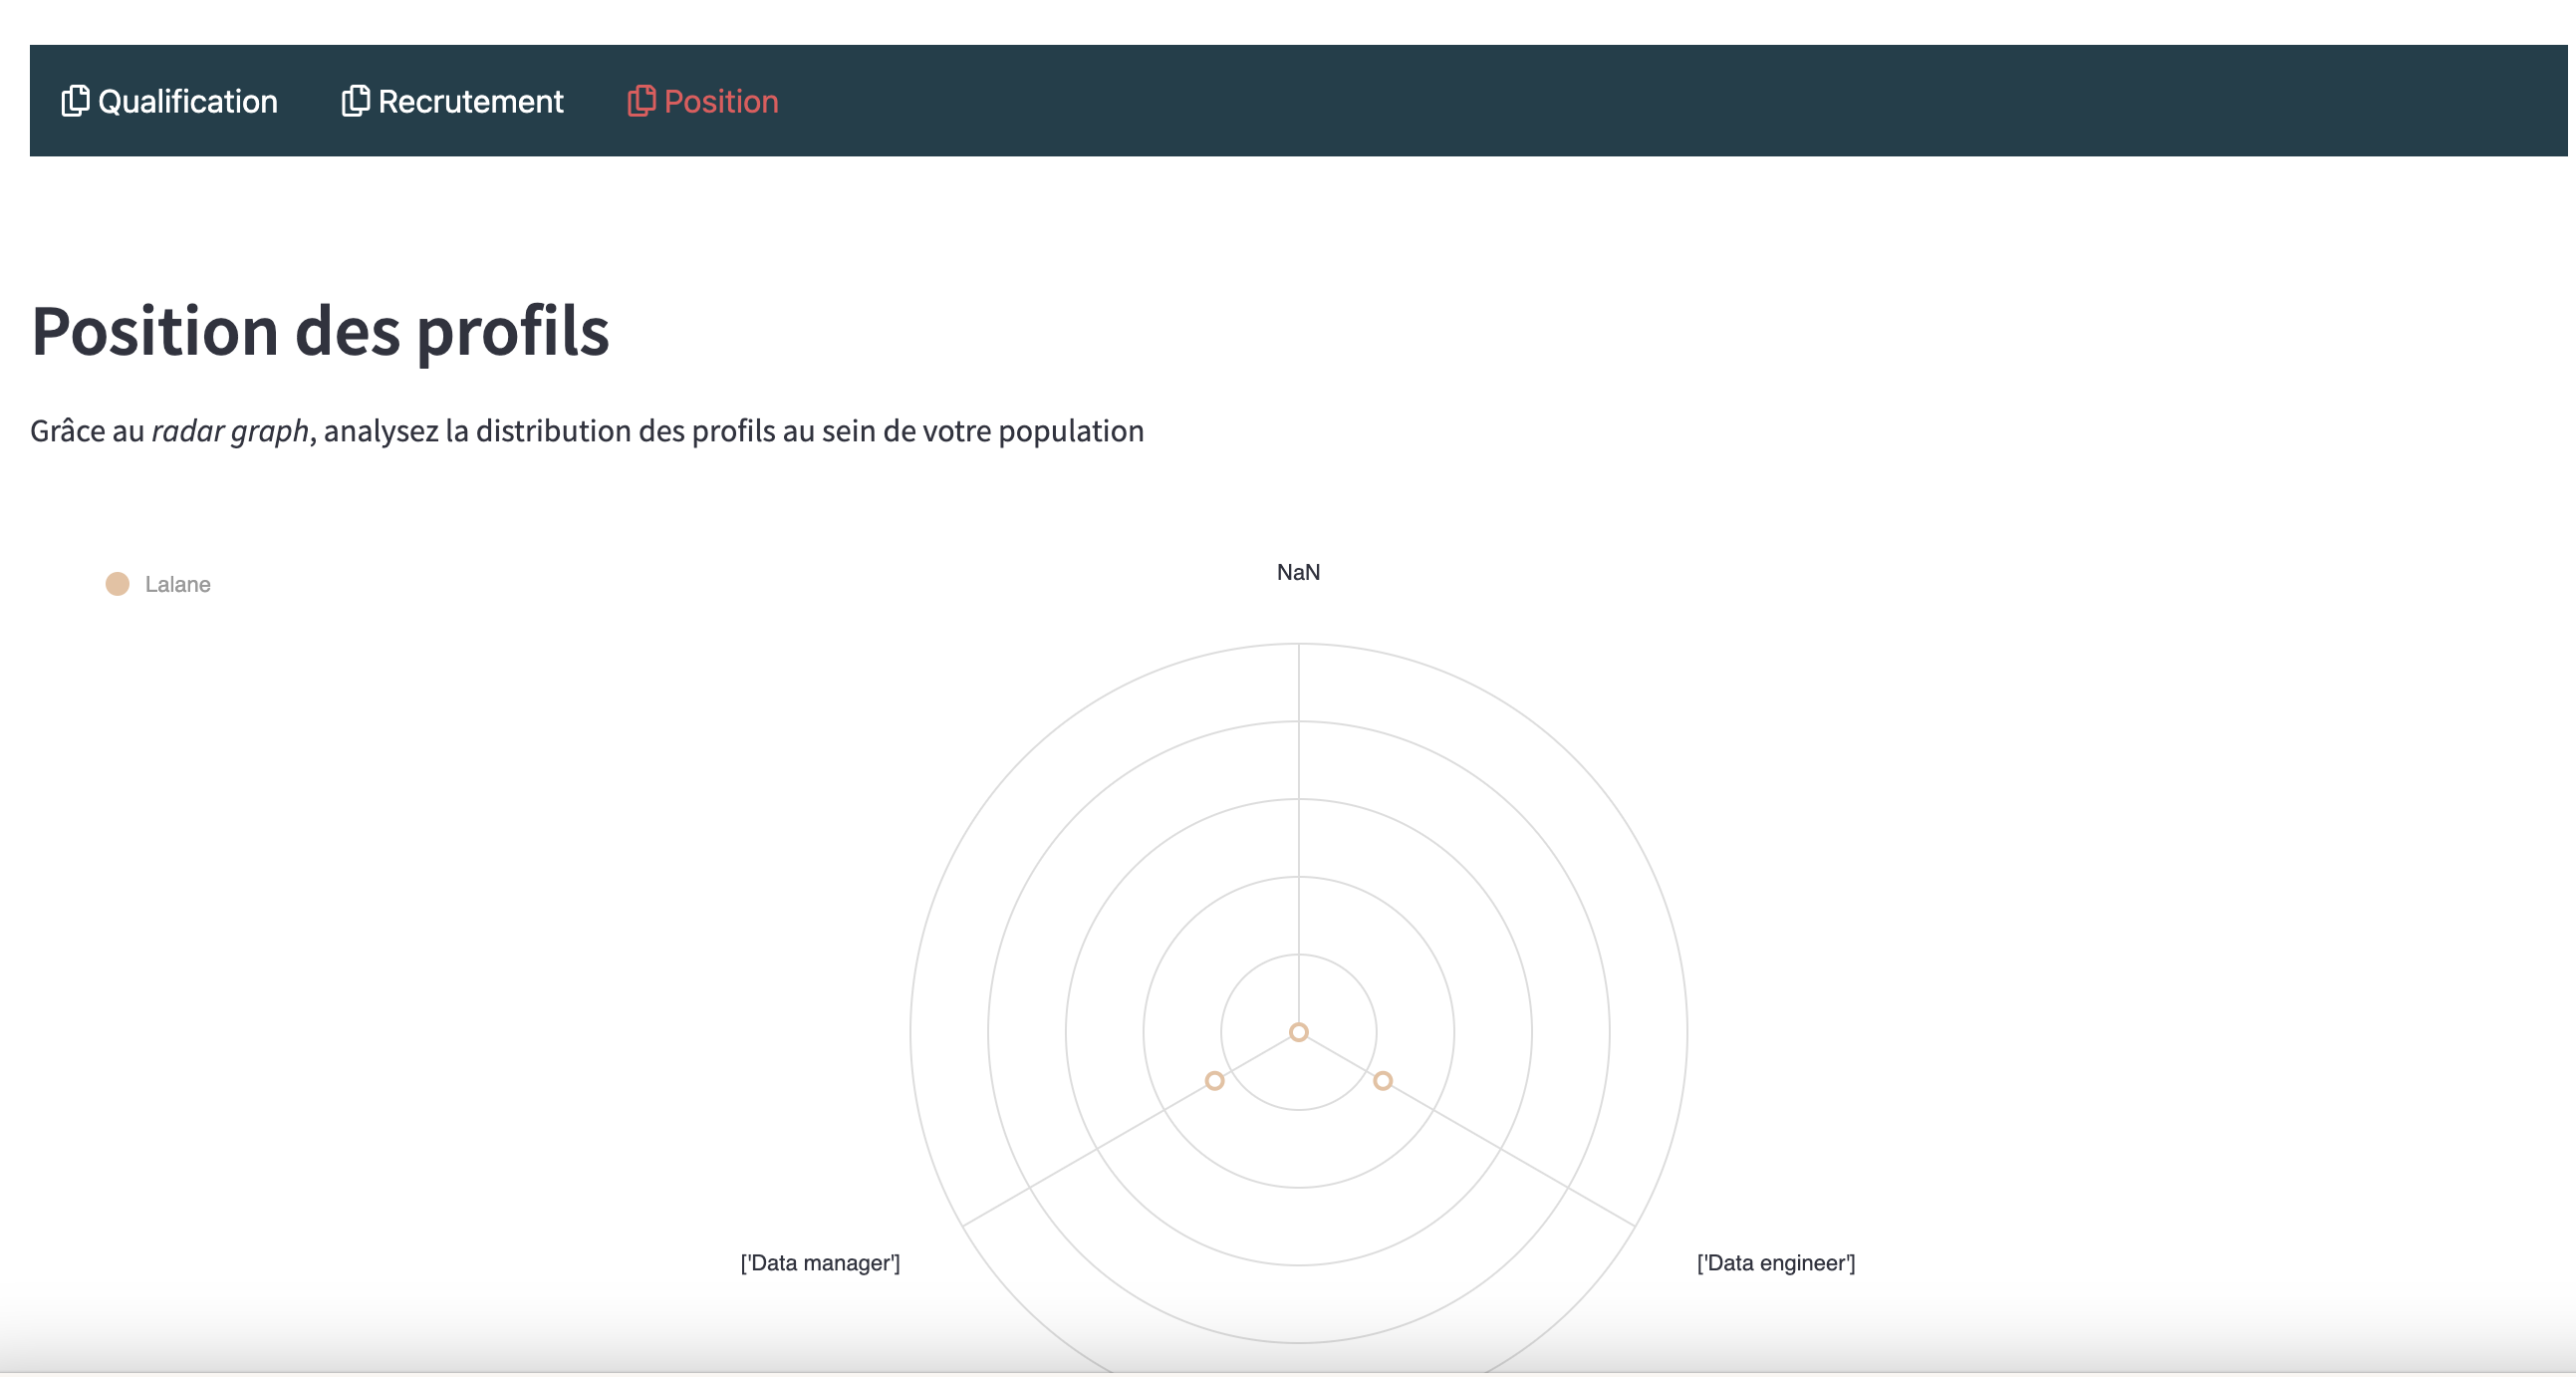 Qualification Recrutement Position
Position des profils
Grâce au radar graph, analysez la distribution des profils au sein de votre population
Lalane
NaN
['Data manager']
['Data engineer']